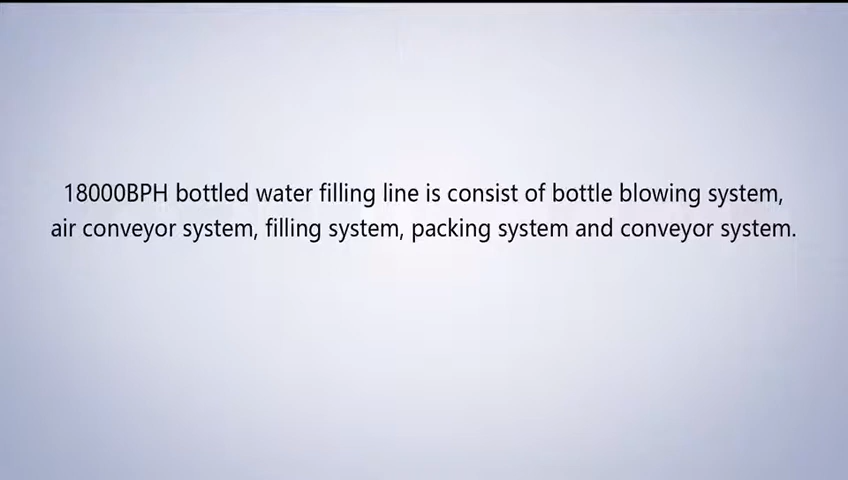 18000BPH bottled water filling line is consist of bottle blowing system,
air conveyor system, filling system, packing system and conveyor system.